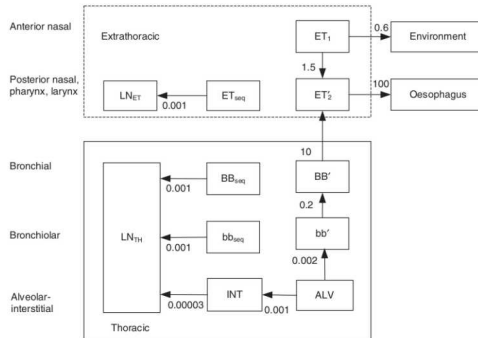 Anterior nasal
Extrathoracic
ET1
0.6
Environment
1.5
Posterior nasal,
pharynx, larynx
LNET
0.001
ETseq
ET′2
100
Oesophagus
10
Bronchial
BBseq
BB′
0.001
0.2
LNTH
Bronchiolar
bbseq
bb′
0.001
0.002
Alveolar-
interstitial
INT
ALV
0.00003
0.001
Thoracic